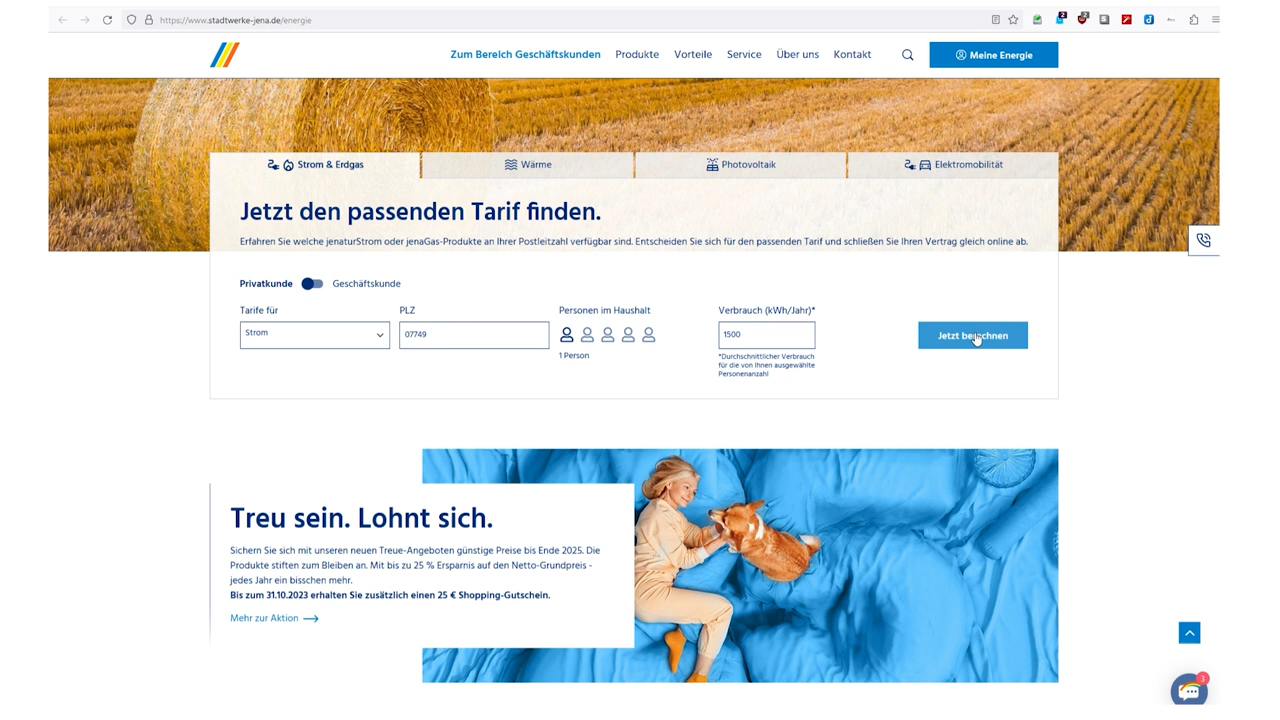 https://www.stadtwerke-jena.de/energie
2
2
Zum Bereich Geschäftskunden Produkte Vorteile Service Über uns Kontakt Meine Energie
Strom & Erdgas Wärme Photovoltaik Elektromobilität
Jetzt den passenden Tarif finden.
Erfahren Sie welche jenaturStrom oder jenaGas-Produkte an Ihrer Postleitzahl verfügbar sind. Entscheiden Sie sich für den passenden Tarif und schließen Sie Ihren Vertrag gleich online ab.
Privatkunde Geschäftskunde
Tarife für PLZ Personen im Haushalt Verbrauch (kWh/Jahr)*
Strom 07749 1500 Jetzt berechnen
1 Person
*Durchschnittlicher Verbrauch
für die von Ihnen ausgewählte
Personenanzahl
Treu sein. Lohnt sich.
Sichern Sie sich mit unseren neuen Treue-Angeboten günstige Preise bis Ende 2025. Die
Produkte stiften zum Bleiben an. Mit bis zu 25 % Ersparnis auf den Netto-Grundpreis -
jedes Jahr ein bisschen mehr.
Bis zum 31.10.2023 erhalten Sie zusätzlich einen 25 € Shopping-Gutschein.
Mehr zur Aktion
3